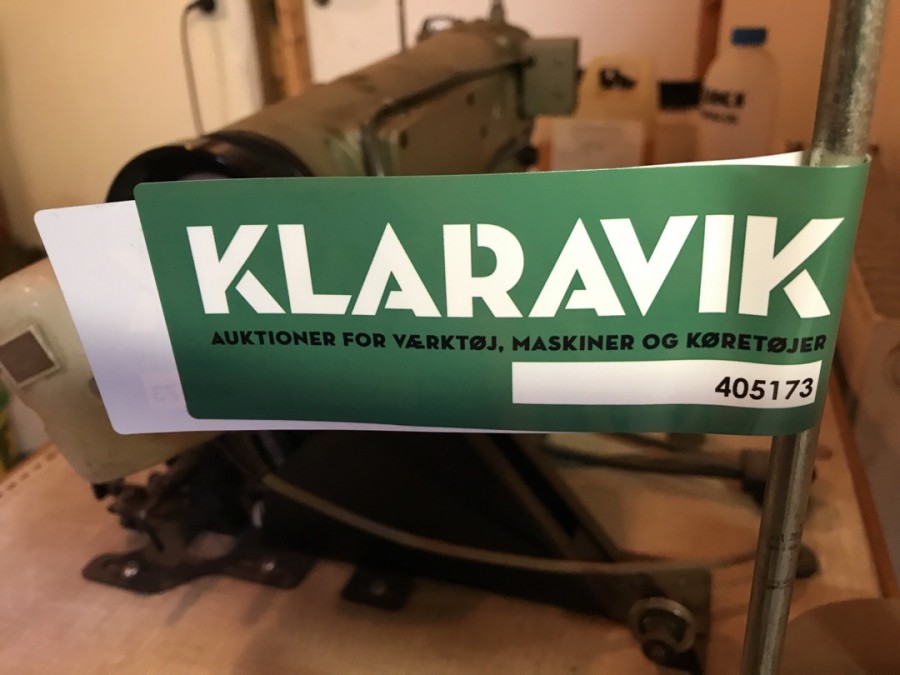 KLARAVIK
AUKTIONER FOR VÆRKTØJ, MASKINER OG KØRETØJER
405173